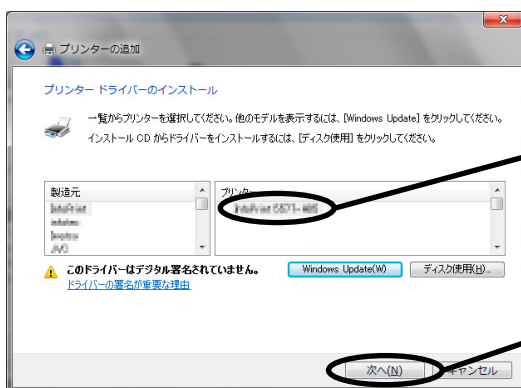 プリンターの追加
プリンター ドライバーのインストール
一覧からプリンターを選択してください。他のモデルを表示するには、[Windows Update] をクリックしてください。
インストール CD からドライバーをインストールするには、[ディスク使用] をクリックしてください。
製造元
プリンター
このドライバーはデジタル署名されていません。
ドライバーの署名が重要な理由
Windows Update(W)
ディスク使用(H)...
次へ(N)
キャンセル